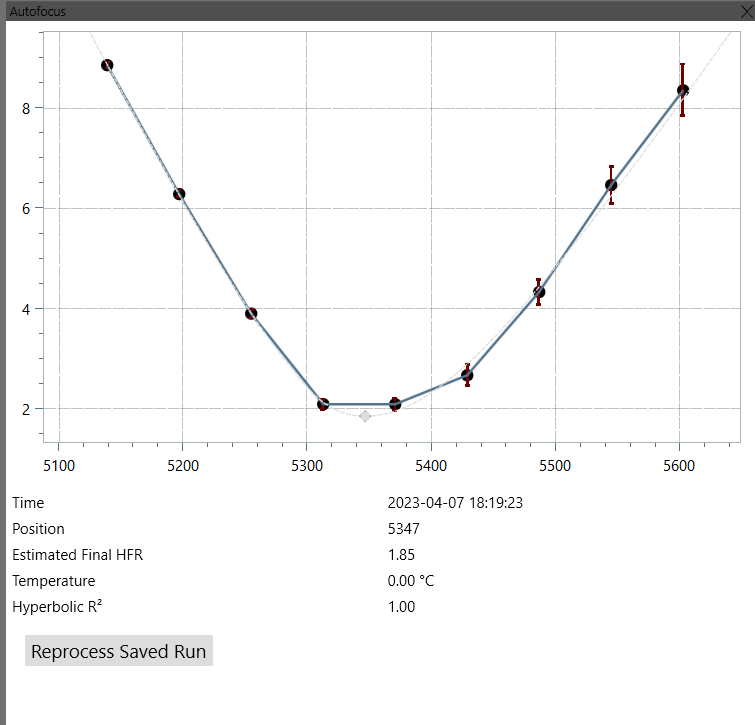 Autofocus
8
6
4
2
5100 5200 5300 5400 5500 5600
Time 2023-04-07 18:19:23
Position 5347
Estimated Final HFR 1.85
Temperature 0.00 °C
Hyperbolic R² 1.00
Reprocess Saved Run